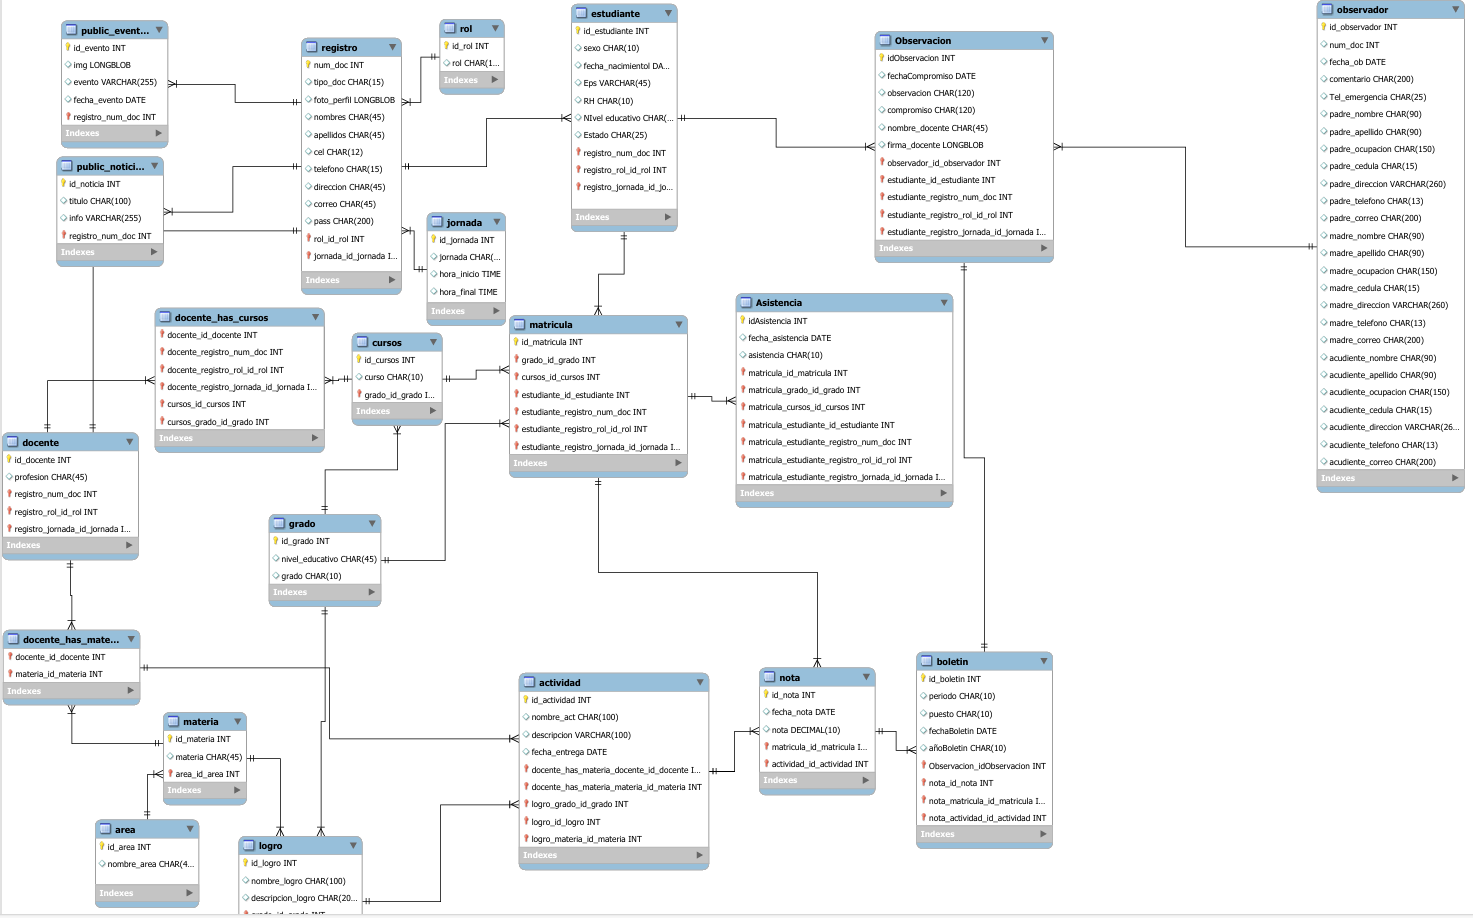 public_event...
id_evento INT
img LONGBLOB
evento VARCHAR(255)
fecha_evento DATE
registro_num_doc INT
Indexes
public_notici...
id_noticia INT
titulo CHAR(100)
info VARCHAR(255)
registro_num_doc INT
Indexes
registro
num_doc INT
tipo_doc CHAR(15)
foto_perfil LONGBLOB
nombres CHAR(45)
apellidos CHAR(45)
cel CHAR(12)
telefono CHAR(15)
direccion CHAR(45)
correo CHAR(45)
pass CHAR(200)
rol_id_rol INT
jornada_id_jornada I...
Indexes
rol
id_rol INT
rol CHAR(1...
Indexes
jornada
id_jornada INT
jornada CHAR(...
hora_inicio TIME
hora_final TIME
Indexes
estudiante
id_estudiante INT
sexo CHAR(10)
fecha_nacimientol DA...
Eps VARCHAR(45)
RH CHAR(10)
NIvel educativo CHAR(...
Estado CHAR(25)
registro_num_doc INT
registro_rol_id_rol INT
registro_jornada_id_jo...
Indexes
Observacion
idObservacion INT
fechaCompromiso DATE
observacion CHAR(120)
compromiso CHAR(120)
nombre_docente CHAR(45)
firma_docente LONGBLOB
observador_id_observador INT
estudiante_id_estudiante INT
estudiante_registro_num_doc INT
estudiante_registro_rol_id_rol INT
estudiante_registro_jornada_id_jornada I...
Indexes
observador
id_observador INT
num_doc INT
fecha_ob DATE
comentario CHAR(200)
Tel_emergencia CHAR(25)
padre_nombre CHAR(90)
padre_apellido CHAR(90)
padre_ocupacion CHAR(150)
padre_cedula CHAR(15)
padre_direccion VARCHAR(260)
padre_telefono CHAR(13)
padre_correo CHAR(200)
madre_nombre CHAR(90)
madre_apellido CHAR(90)
madre_ocupacion CHAR(150)
madre_cedula CHAR(15)
madre_direccion VARCHAR(260)
madre_telefono CHAR(13)
madre_correo CHAR(200)
acudiente_nombre CHAR(90)
acudiente_apellido CHAR(90)
acudiente_ocupacion CHAR(150)
acudiente_cedula CHAR(15)
acudiente_direccion VARCHAR(26...
acudiente_telefono CHAR(13)
acudiente_correo CHAR(200)
Indexes
docente_has_cursos
docente_id_docente INT
docente_registro_num_doc INT
docente_registro_rol_id_rol INT
docente_registro_jornada_id_jornada I...
cursos_id_cursos INT
cursos_grado_id_grado INT
Indexes
cursos
id_cursos INT
curso CHAR(10)
grado_id_grado I...
Indexes
matricula
id_matricula INT
grado_id_grado INT
cursos_id_cursos INT
estudiante_id_estudiante INT
estudiante_registro_num_doc INT
estudiante_registro_rol_id_rol INT
estudiante_registro_jornada_id_jornada I...
Indexes
Asistencia
idAsistencia INT
fecha_asistencia DATE
asistencia CHAR(10)
matricula_id_matricula INT
matricula_grado_id_grado INT
matricula_cursos_id_cursos INT
matricula_estudiante_id_estudiante INT
matricula_estudiante_registro_num_doc INT
matricula_estudiante_registro_rol_id_rol INT
matricula_estudiante_registro_jornada_id_jornada I...
Indexes
docente
id_docente INT
profesion CHAR(45)
registro_num_doc INT
registro_rol_id_rol INT
registro_jornada_id_jornada I...
Indexes
grado
id_grado INT
nivel_educativo CHAR(45)
grado CHAR(10)
Indexes
docente_has_mate...
docente_id_docente INT
materia_id_materia INT
Indexes
materia
id_materia INT
materia CHAR(45)
area_id_area INT
Indexes
area
id_area INT
nombre_area CHAR(4...
Indexes
logro
id_logro INT
nombre_logro CHAR(100)
descripcion_logro CHAR(20...
actividad
id_actividad INT
nombre_act CHAR(100)
descripcion VARCHAR(100)
fecha_entrega DATE
docente_has_materia_docente_id_docente I...
docente_has_materia_materia_id_materia INT
logro_grado_id_grado INT
logro_id_logro INT
logro_materia_id_materia INT
Indexes
nota
id_nota INT
fecha_nota DATE
nota DECIMAL(10)
matricula_id_matricula I...
actividad_id_actividad INT
Indexes
boletin
id_boletin INT
periodo CHAR(10)
puesto CHAR(10)
fechaBoletin DATE
añoBoletin CHAR(10)
Observacion_idObservacion INT
nota_id_nota INT
nota_matricula_id_matricula I...
nota_actividad_id_actividad INT
Indexes